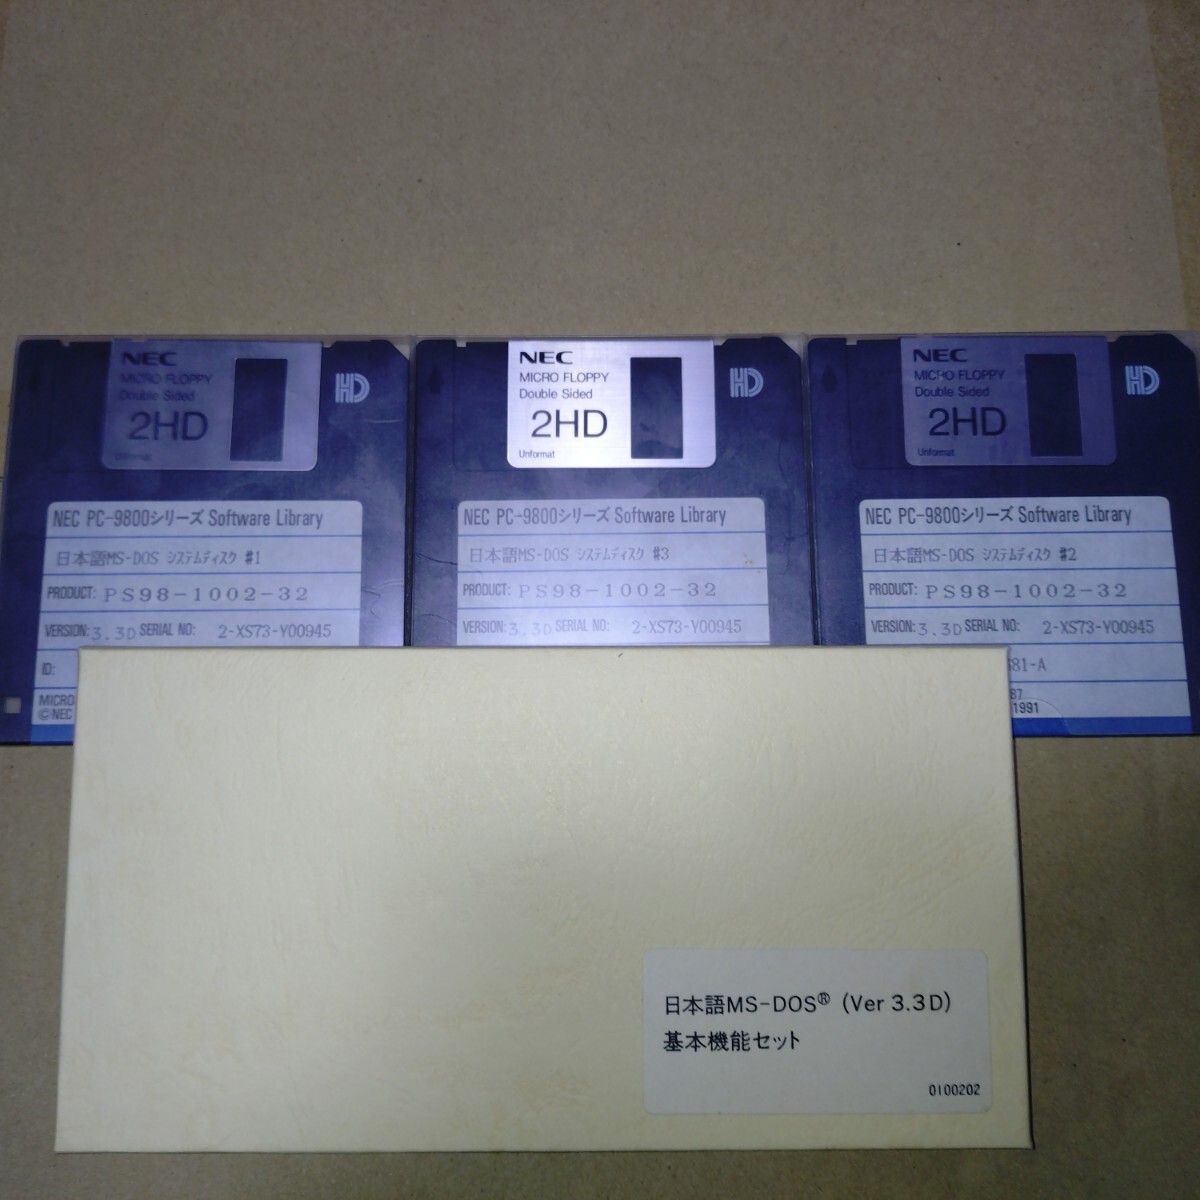 NEC
MICRO FLOPPY
Double Sided
2HD
Unformat
HD
NEC PC-9800シリーズ Software Library
日本語MS-DOS システムディスク #1
PRODUCT: PS98-1002-32
VERSION: 3.3D SERIAL NO: 2-XS73-Y00945
ID:
MICRO
©NEC
NEC
MICRO FLOPPY
Double Sided
2HD
Unformat
HD
NEC PC-9800シリーズ Software Library
日本語MS-DOS システムディスク #3
PRODUCT: PS98-1002-32
VERSION: 3.3D SERIAL NO: 2-XS73-Y00945
NEC
MICRO FLOPPY
Double Sided
2HD
Unformat
HD
NEC PC-9800シリーズ Software Library
日本語MS-DOS システムディスク #2
PRODUCT: PS98-1002-32
VERSION: 3.3D SERIAL NO: 2-XS73-Y00945
681-A
87
1991
日本語MS-DOS® (Ver 3.3D)
基本機能セット
0100202